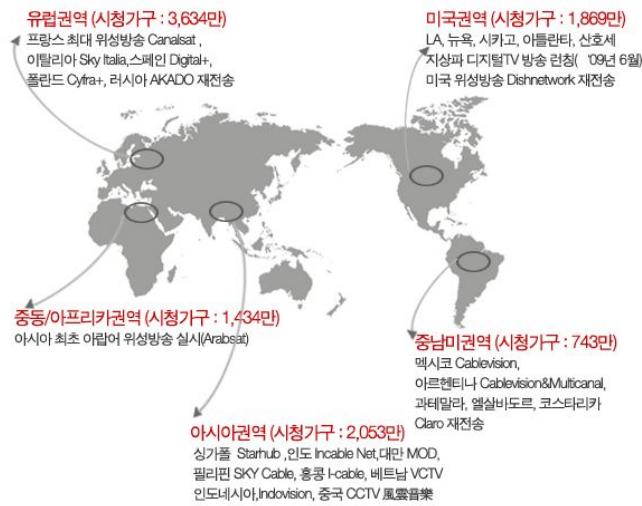 유럽권역 (시청가구 : 3,634만)
프랑스 최대 위성방송 Canalsat ,
이탈리아 Sky Italia,스페인 Digital+,
폴란드 Cyfra+, 러시아 AKADO 재전송
미국권역 (시청가구 : 1,869만)
LA, 뉴욕, 시카고, 아틀란타, 산호세
지상파 디지털TV 방송 런칭( '09년 6월)
미국 위성방송 Dishnetwork 재전송
중동/아프리카권역 (시청가구 : 1,434만)
아시아 최초 아랍어 위성방송 실시(Arabsat)
중남미권역 (시청가구 : 743만)
멕시코 Cablevision,
아르헨티나 Cablevision&Multicanal,
과테말라, 엘살바도르, 코스타리카
Claro 재전송
아시아권역 (시청가구 : 2,053만)
싱가폴 Starhub ,인도 Incable Net,대만 MOD,
필리핀 SKY Cable, 홍콩 I-cable, 베트남 VCTV
인도네시아,Indovision, 중국 CCTV 風雲音樂